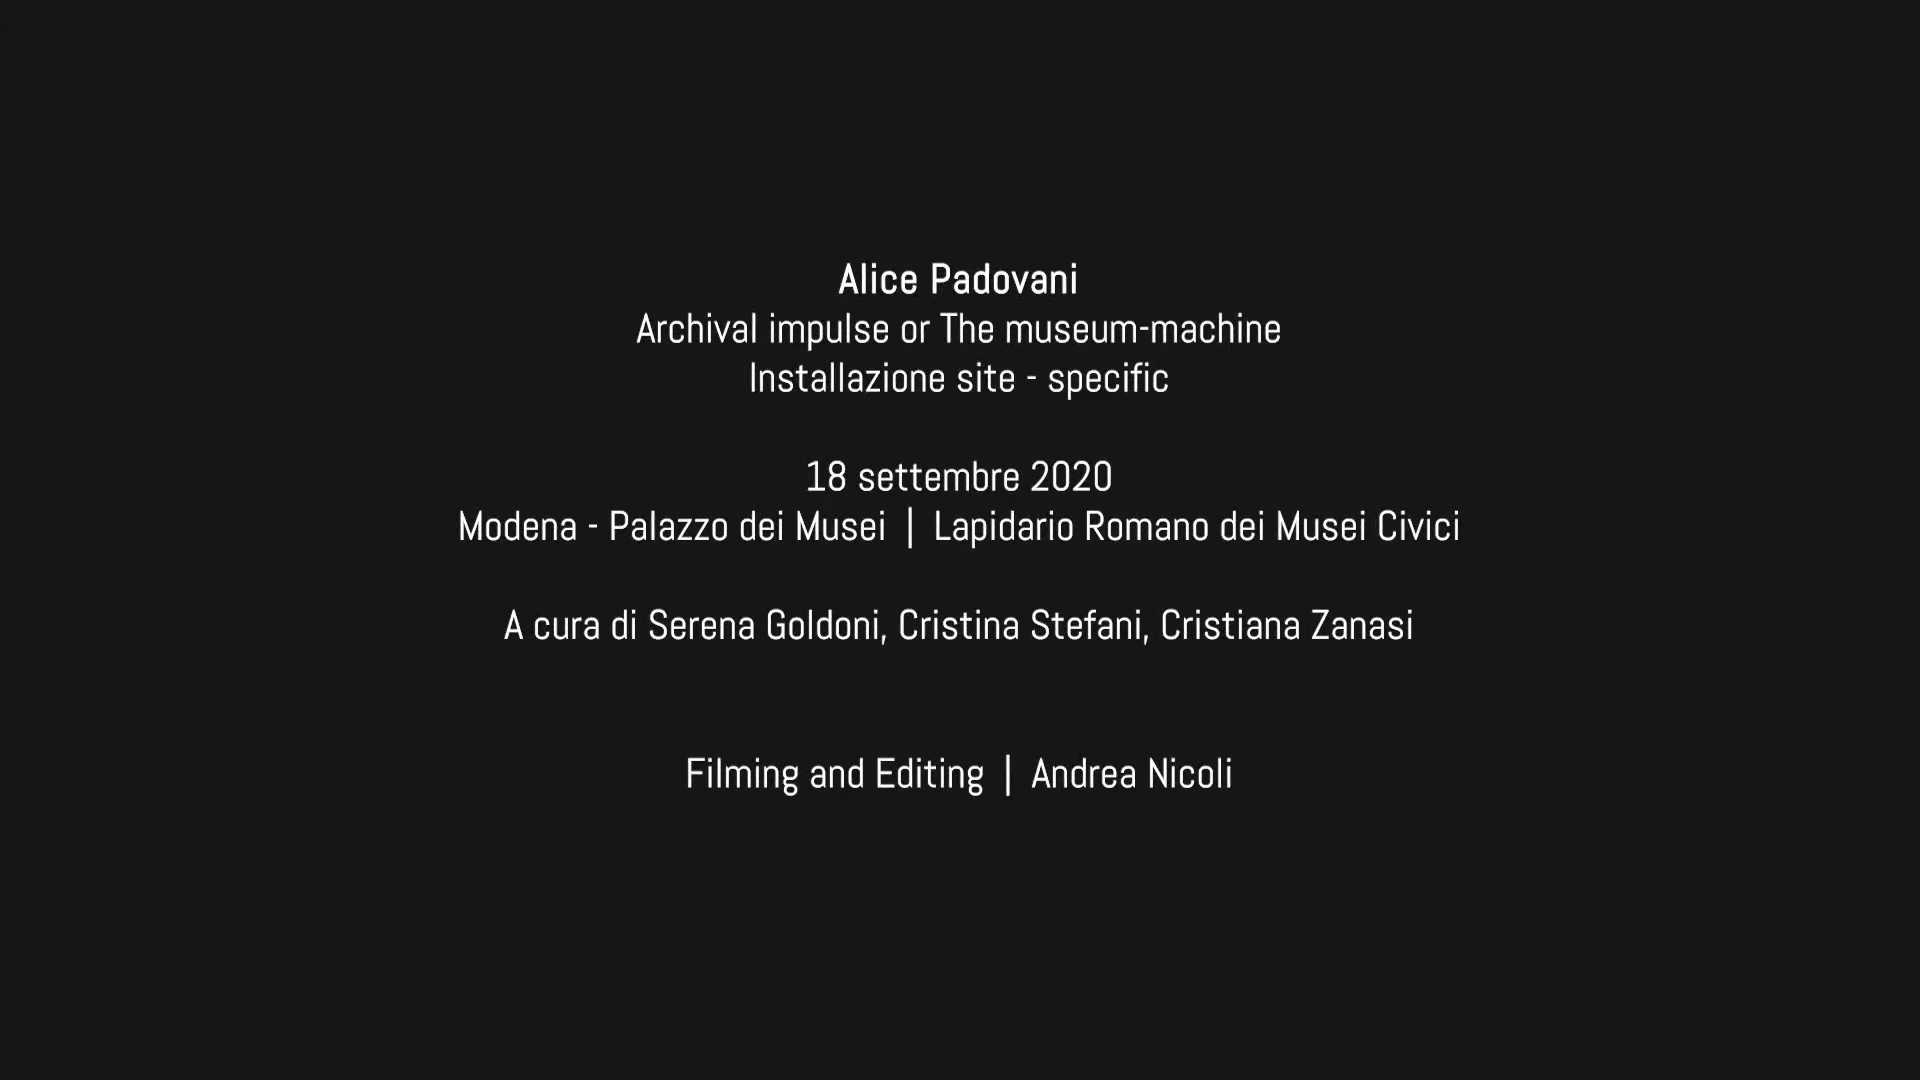 Alice Padovani
Archival impulse or The museum-machine
Installazione site - specific
18 settembre 2020
Modena - Palazzo dei Musei | Lapidario Romano dei Musei Civici
A cura di Serena Goldoni, Cristina Stefani, Cristiana Zanasi
Filming and Editing | Andrea Nicoli